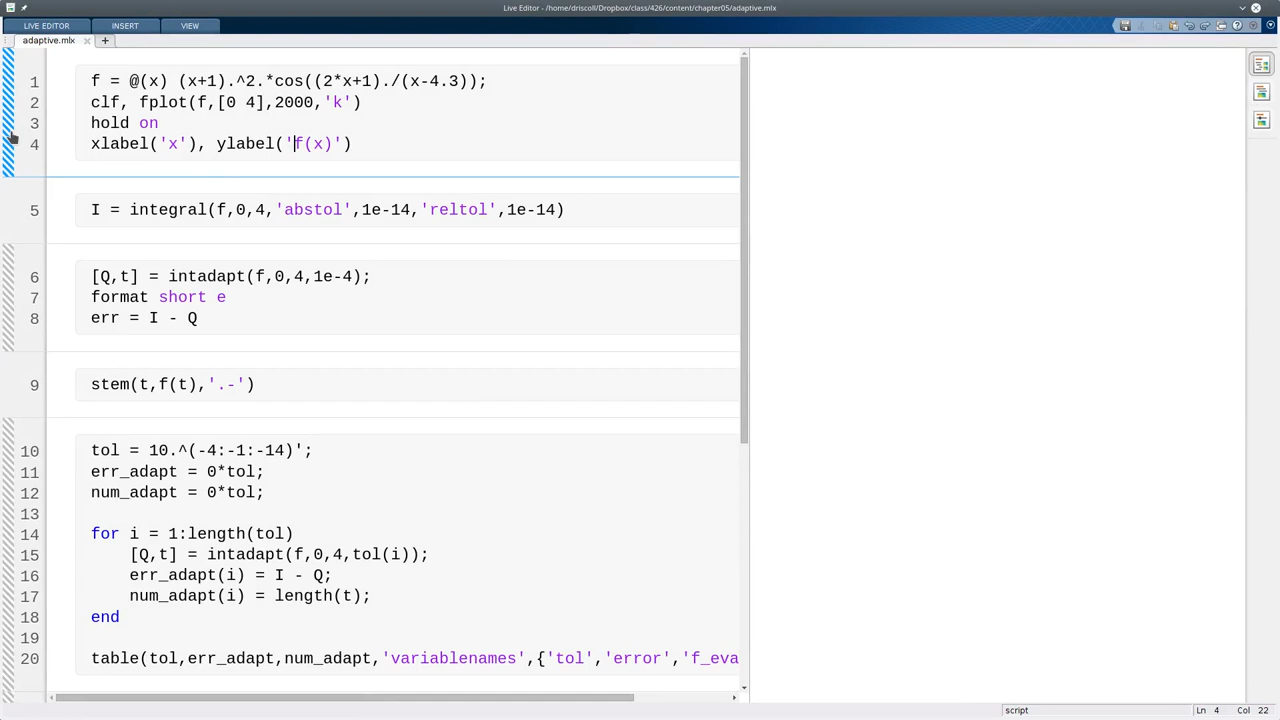 Live Editor - /home/driscoll/Dropbox/class/426/content/chapter05/adaptive.mlx
LIVE EDITOR INSERT VIEW
adaptive.mlx
1 f = @(x) (x+1).^2.*cos((2*x+1)./(x-4.3));
2 clf, fplot(f,[0 4],2000,'k')
3 hold on
4 xlabel('x'), ylabel('f(x)')
5 I = integral(f,0,4,'abstol',1e-14,'reltol',1e-14)
6 [Q,t] = intadapt(f,0,4,1e-4);
7 format short e
8 err = I - Q
9 stem(t,f(t),'.-')
10 tol = 10.^(-4:-1:-14)';
11 err_adapt = 0*tol;
12 num_adapt = 0*tol;
13
14 for i = 1:length(tol)
15 [Q,t] = intadapt(f,0,4,tol(i));
16 err_adapt(i) = I - Q;
17 num_adapt(i) = length(t);
18 end
19
20 table(tol,err_adapt,num_adapt,'variablenames',{'tol','error','f_eva
script Ln 4 Col 22